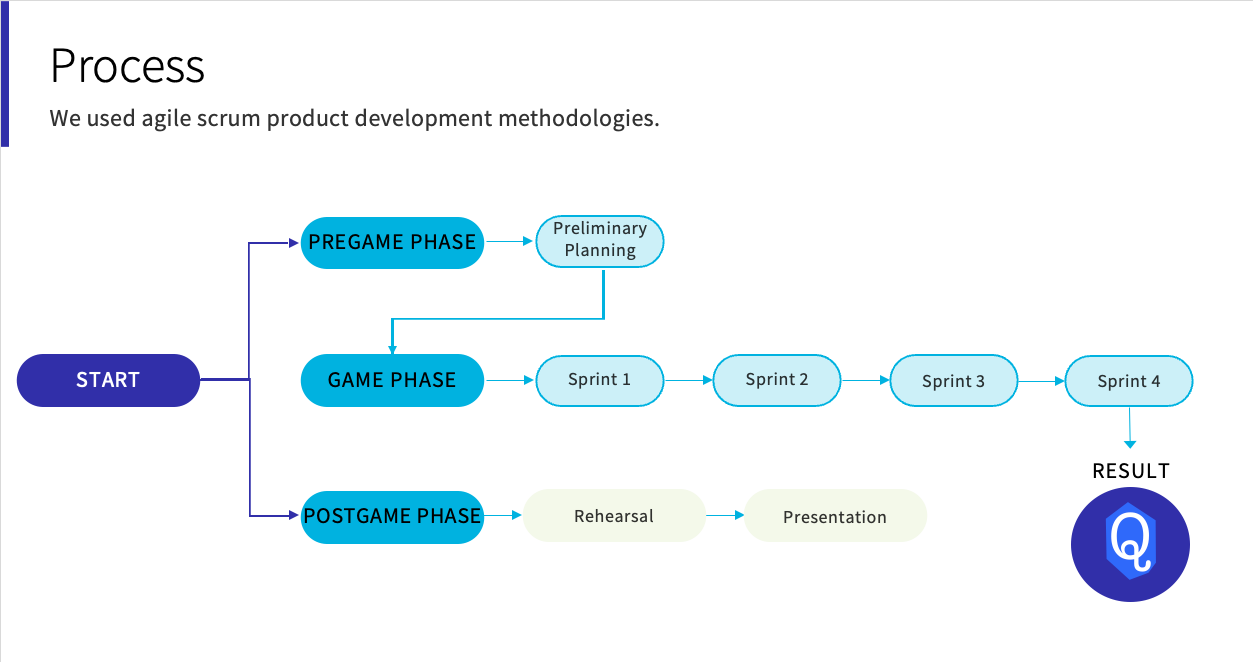 Process
We used agile scrum product development methodologies.
PREGAME PHASE
Preliminary
Planning
START
GAME PHASE
Sprint 1
Sprint 2
Sprint 3
Sprint 4
RESULT
POSTGAME PHASE
Rehearsal
Presentation
Q